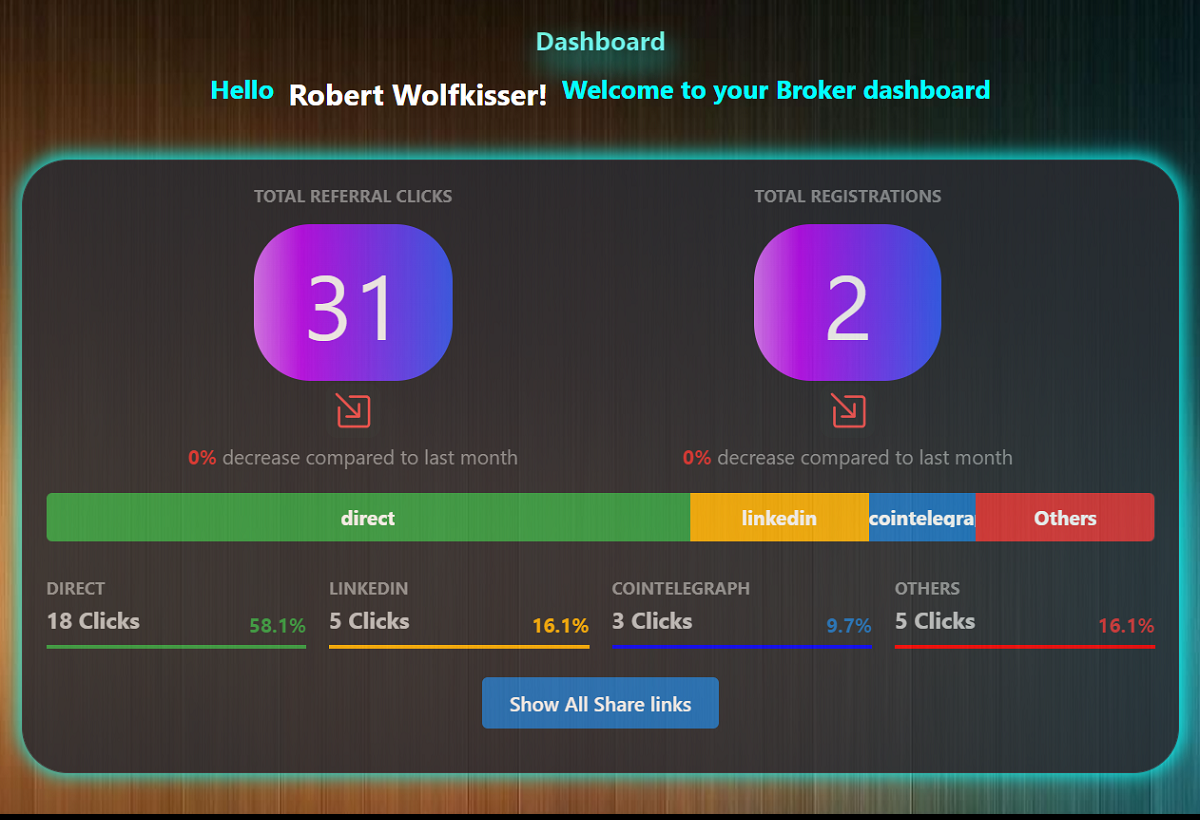 Dashboard
Hello Robert Wolfkisser! Welcome to your Broker dashboard
TOTAL REFERRAL CLICKS
TOTAL REGISTRATIONS
31
2
0% decrease compared to last month
0% decrease compared to last month
direct
linkedin
cointelegra
Others
DIRECT
18 Clicks
58.1%
LINKEDIN
5 Clicks
16.1%
COINTELEGRAPH
3 Clicks
9.7%
OTHERS
5 Clicks
16.1%
Show All Share links